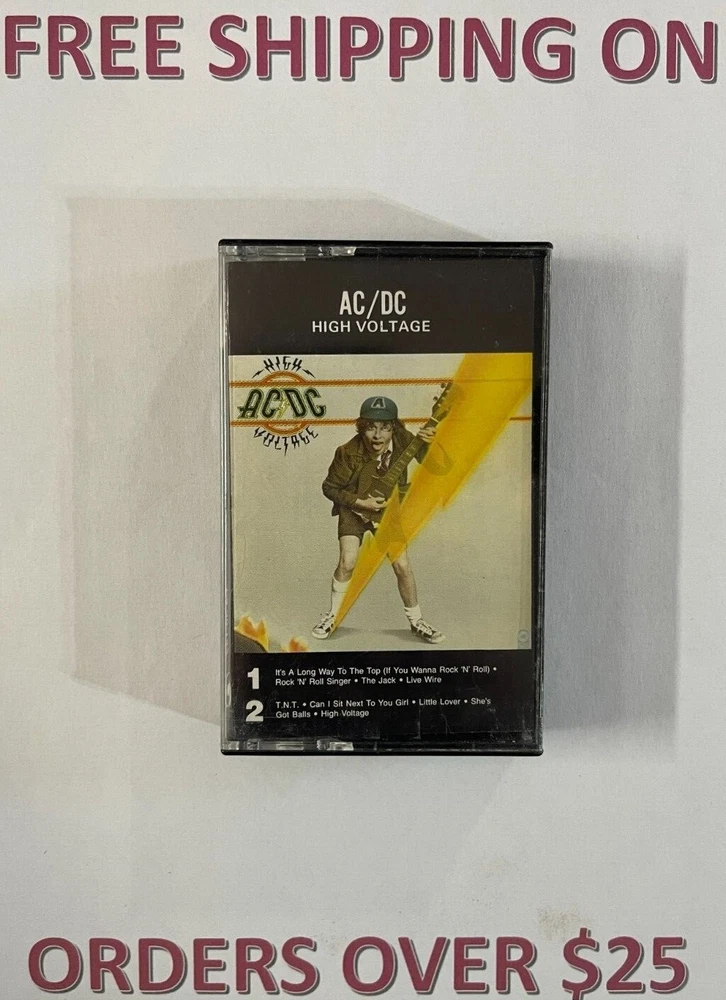 FREE SHIPPING ON
AC/DC
HIGH VOLTAGE
HIGH
AC DC
VOLTAGE
A
1
It's A Long Way To The Top (If You Wanna Rock 'N' Roll) •
Rock 'N' Roll Singer • The Jack • Live Wire
2
T.N.T. • Can I Sit Next To You Girl • Little Lover • She's
Got Balls • High Voltage
ORDERS OVER $25